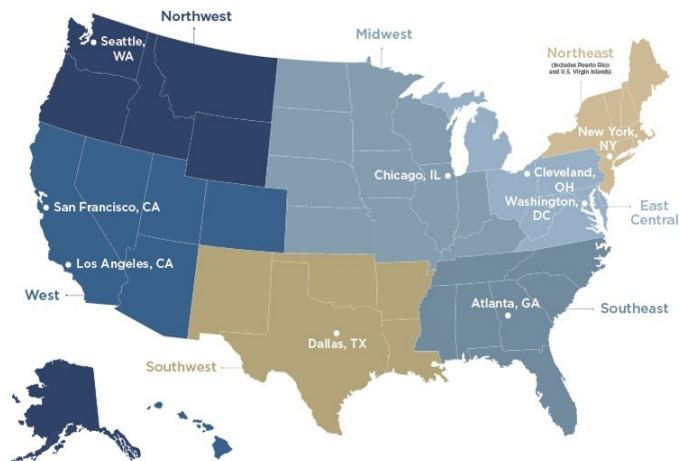 Northwest
Midwest
Northeast
(Includes Puerto Rico
and U.S. Virgin Islands)
Seattle,
WA
New York,
NY
Chicago, IL
Cleveland,
OH
Washington,
DC
San Francisco, CA
East
Central
Los Angeles, CA
West
Atlanta, GA
Southeast
Dallas, TX
Southwest